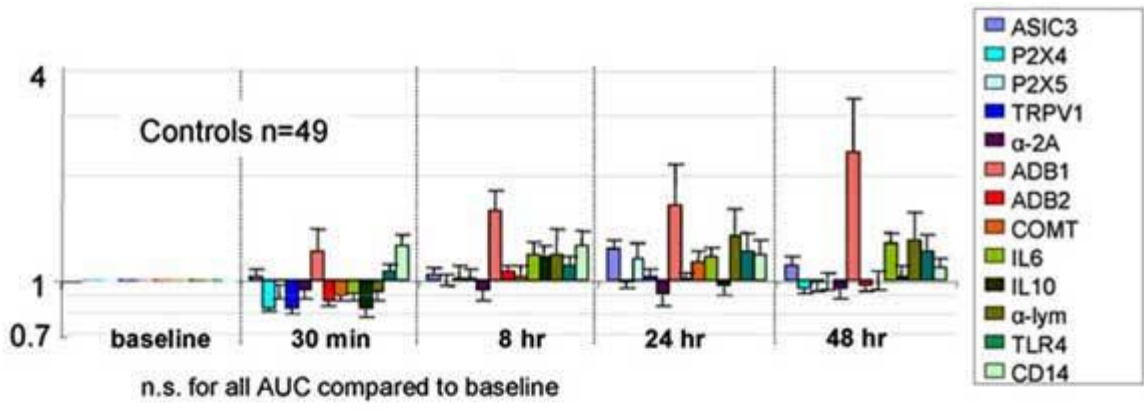 4
Controls n=49
1
0.7
baseline 30 min 8 hr 24 hr 48 hr
n.s. for all AUC compared to baseline
ASIC3
P2X4
P2X5
TRPV1
α-2A
ADB1
ADB2
COMT
IL6
IL10
α-lym
TLR4
CD14